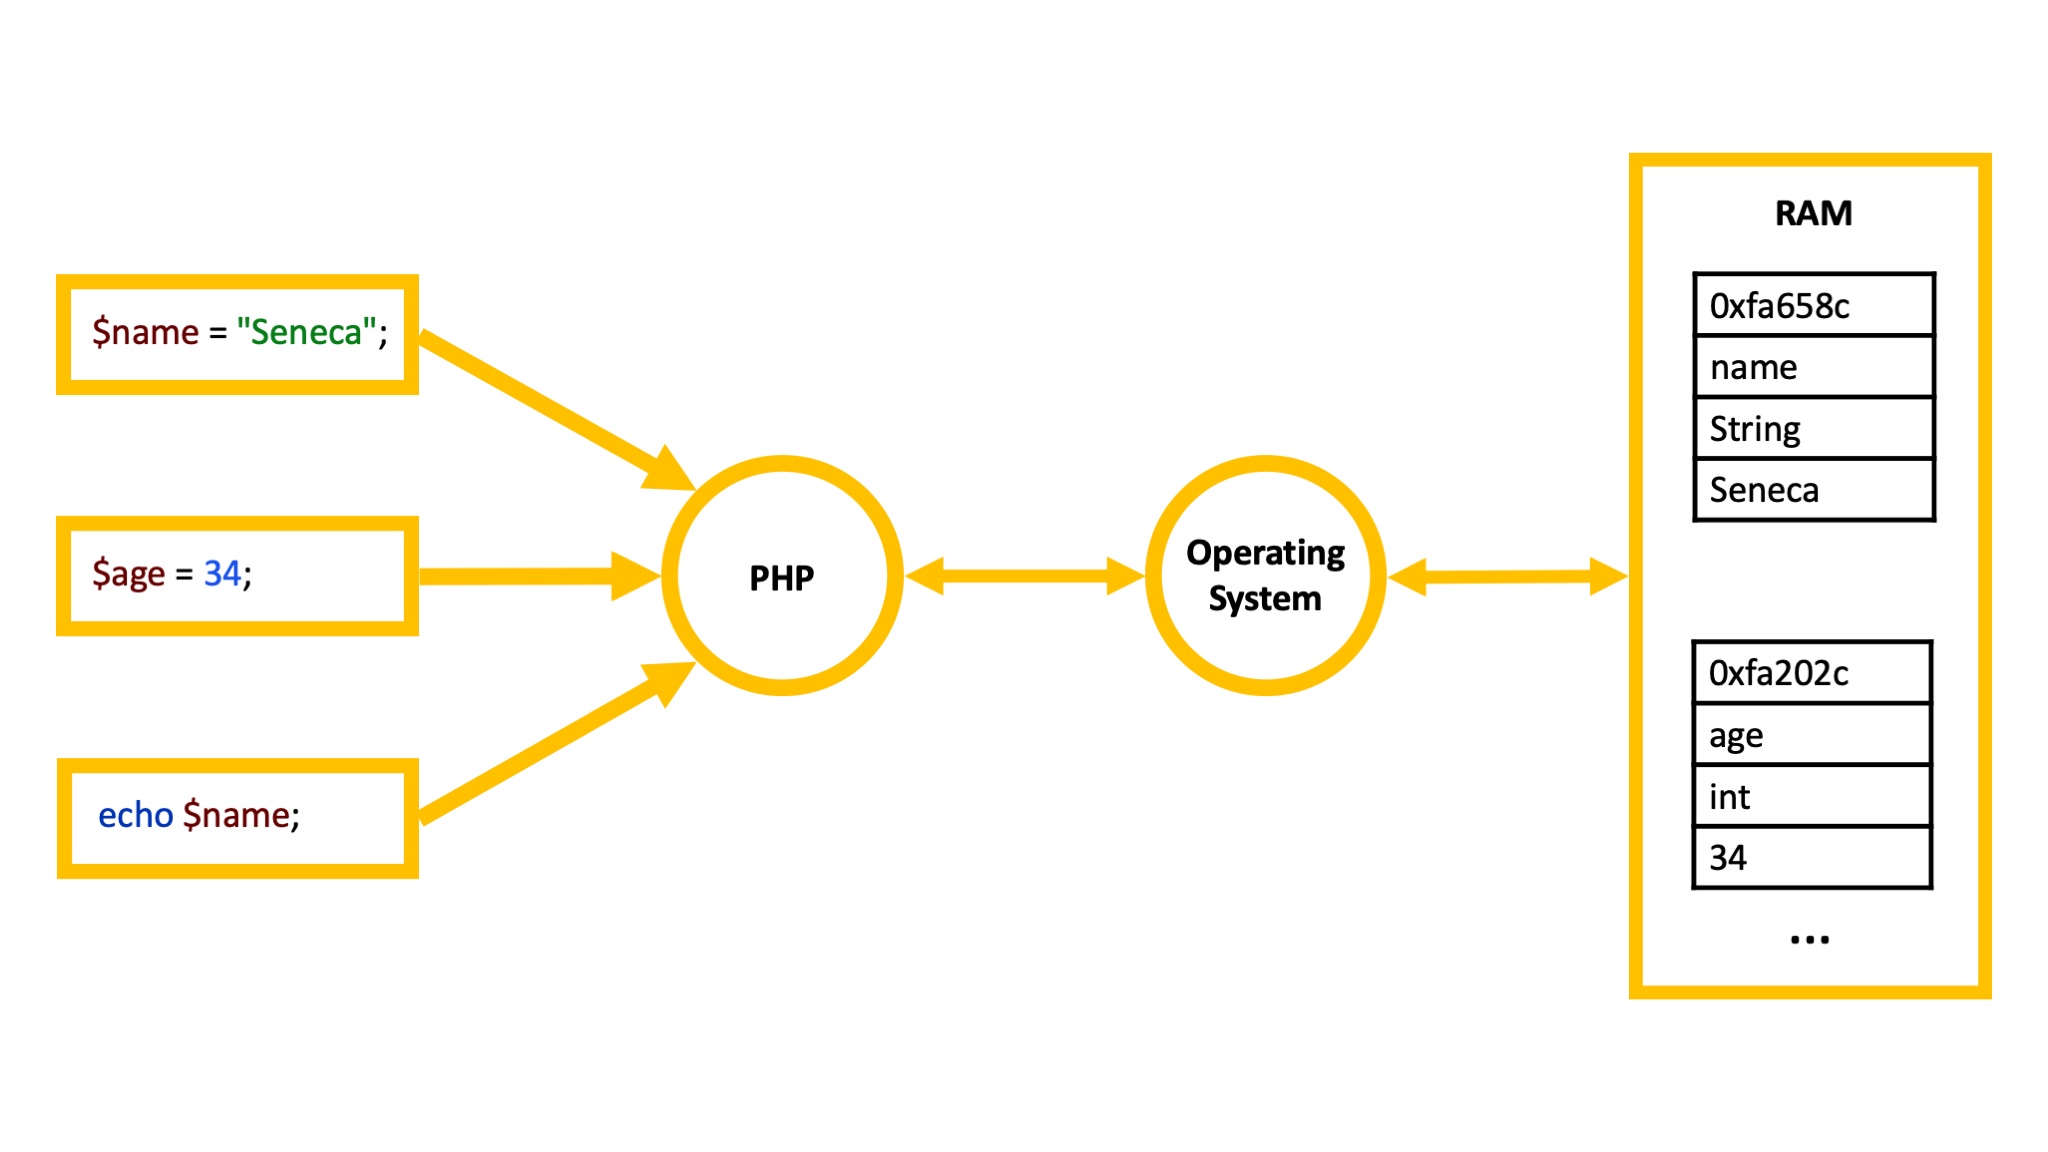 $name = "Seneca";
$age = 34;
echo $name;
PHP
Operating
System
RAM
0xfa658c
name
String
Seneca
0xfa202c
age
int
34
...